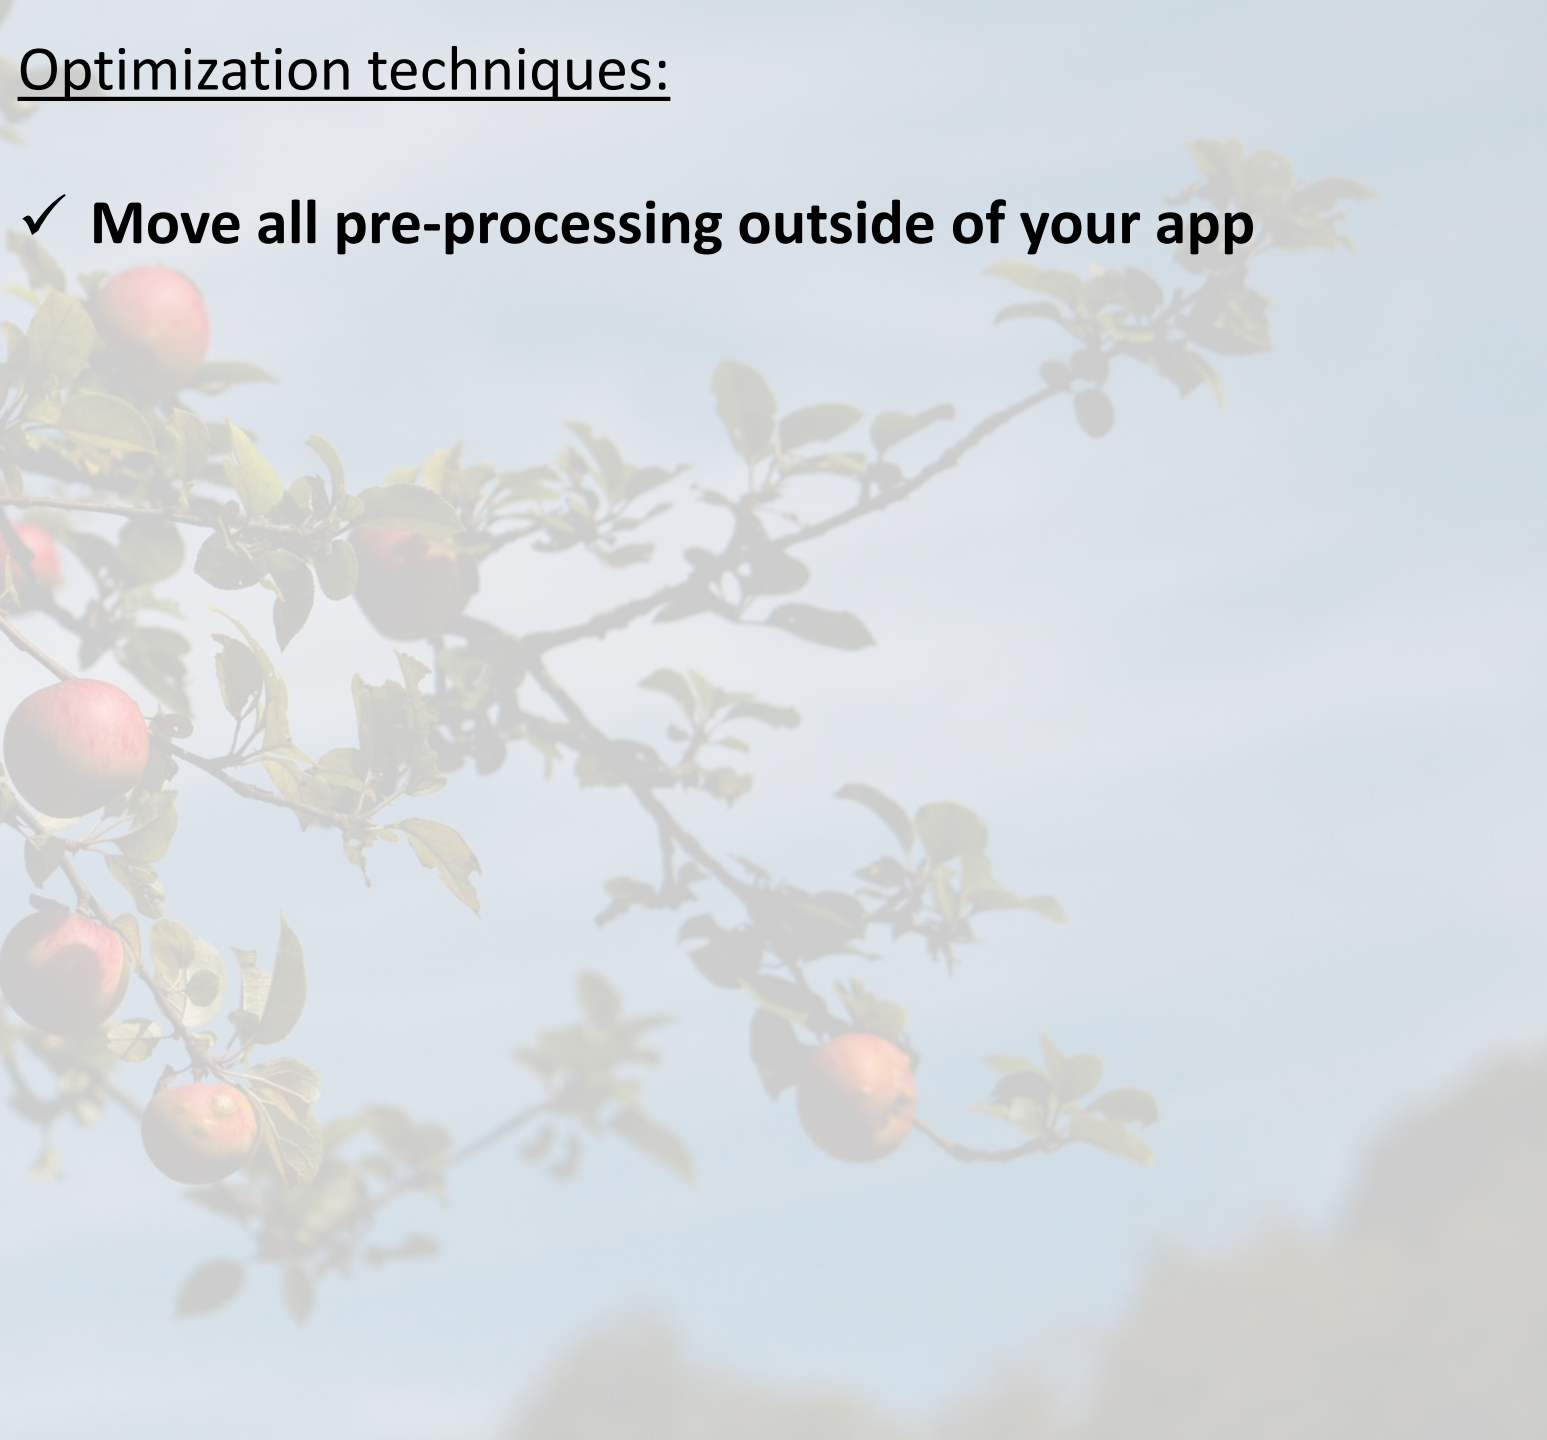 Optimization techniques:
✓ Move all pre-processing outside of your app